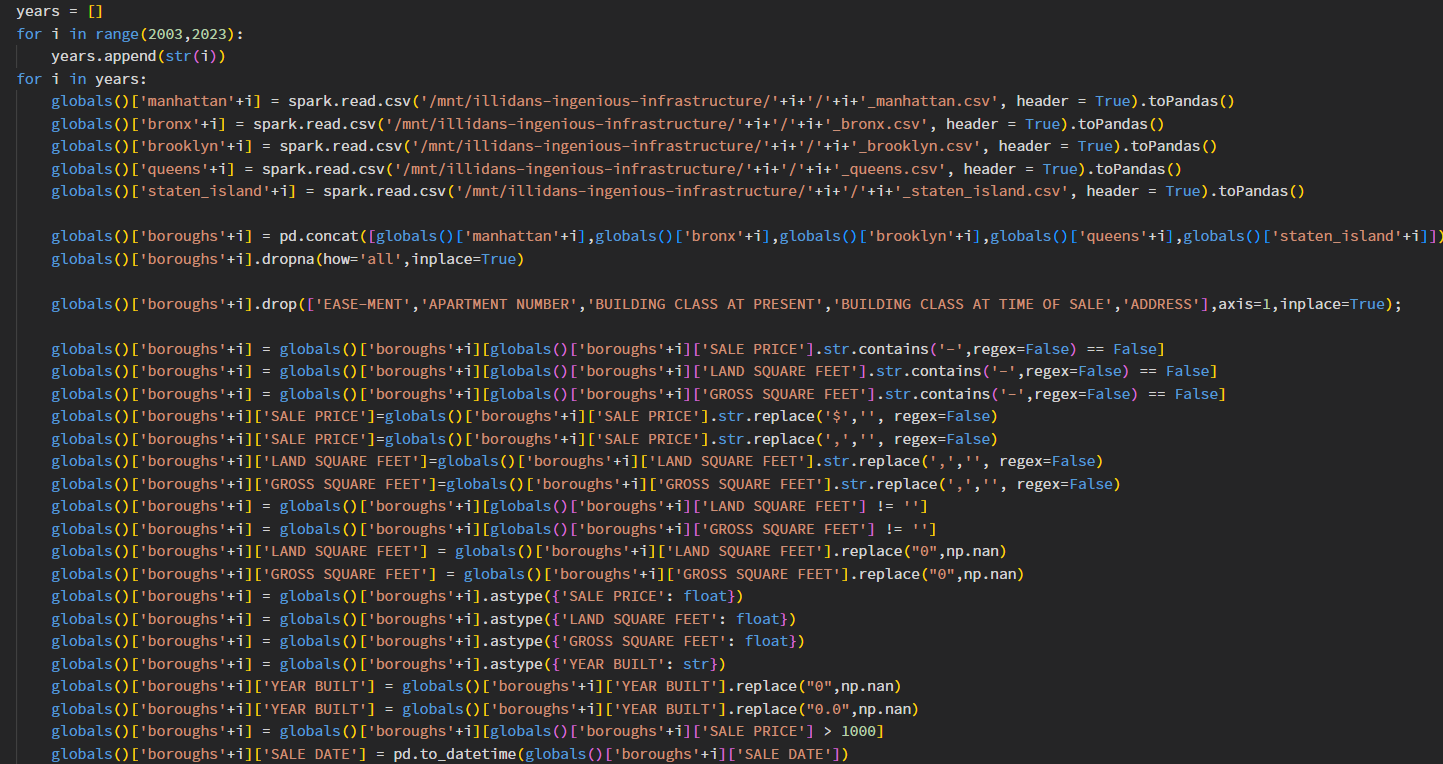 years = []
for i in range(2003,2023):
    years.append(str(i))
for i in years:
    globals()['manhattan'+i] = spark.read.csv('/mnt/illidans-ingenious-infrastructure/'+i+'/'+i+'_manhattan.csv', header = True).toPandas()
    globals()['bronx'+i] = spark.read.csv('/mnt/illidans-ingenious-infrastructure/'+i+'/'+i+'_bronx.csv', header = True).toPandas()
    globals()['brooklyn'+i] = spark.read.csv('/mnt/illidans-ingenious-infrastructure/'+i+'/'+i+'_brooklyn.csv', header = True).toPandas()
    globals()['queens'+i] = spark.read.csv('/mnt/illidans-ingenious-infrastructure/'+i+'/'+i+'_queens.csv', header = True).toPandas()
    globals()['staten_island'+i] = spark.read.csv('/mnt/illidans-ingenious-infrastructure/'+i+'/'+i+'_staten_island.csv', header = True).toPandas()

    globals()['boroughs'+i] = pd.concat([globals()['manhattan'+i],globals()['bronx'+i],globals()['brooklyn'+i],globals()['queens'+i],globals()['staten_island'+i]])
    globals()['boroughs'+i].dropna(how='all',inplace=True)

    globals()['boroughs'+i].drop(['EASE-MENT','APARTMENT NUMBER','BUILDING CLASS AT PRESENT','BUILDING CLASS AT TIME OF SALE','ADDRESS'],axis=1,inplace=True);

    globals()['boroughs'+i] = globals()['boroughs'+i][globals()['boroughs'+i]['SALE PRICE'].str.contains('-',regex=False) == False]
    globals()['boroughs'+i] = globals()['boroughs'+i][globals()['boroughs'+i]['LAND SQUARE FEET'].str.contains('-',regex=False) == False]
    globals()['boroughs'+i] = globals()['boroughs'+i][globals()['boroughs'+i]['GROSS SQUARE FEET'].str.contains('-',regex=False) == False]
    globals()['boroughs'+i]['SALE PRICE']=globals()['boroughs'+i]['SALE PRICE'].str.replace('$','', regex=False)
    globals()['boroughs'+i]['SALE PRICE']=globals()['boroughs'+i]['SALE PRICE'].str.replace(',','', regex=False)
    globals()['boroughs'+i]['LAND SQUARE FEET']=globals()['boroughs'+i]['LAND SQUARE FEET'].str.replace(',','', regex=False)
    globals()['boroughs'+i]['GROSS SQUARE FEET']=globals()['boroughs'+i]['GROSS SQUARE FEET'].str.replace(',','', regex=False)
    globals()['boroughs'+i] = globals()['boroughs'+i][globals()['boroughs'+i]['LAND SQUARE FEET'] != '']
    globals()['boroughs'+i] = globals()['boroughs'+i][globals()['boroughs'+i]['GROSS SQUARE FEET'] != '']
    globals()['boroughs'+i]['LAND SQUARE FEET'] = globals()['boroughs'+i]['LAND SQUARE FEET'].replace("0",np.nan)
    globals()['boroughs'+i]['GROSS SQUARE FEET'] = globals()['boroughs'+i]['GROSS SQUARE FEET'].replace("0",np.nan)
    globals()['boroughs'+i] = globals()['boroughs'+i].astype({'SALE PRICE': float})
    globals()['boroughs'+i] = globals()['boroughs'+i].astype({'LAND SQUARE FEET': float})
    globals()['boroughs'+i] = globals()['boroughs'+i].astype({'GROSS SQUARE FEET': float})
    globals()['boroughs'+i] = globals()['boroughs'+i].astype({'YEAR BUILT': str})
    globals()['boroughs'+i]['YEAR BUILT'] = globals()['boroughs'+i]['YEAR BUILT'].replace("0",np.nan)
    globals()['boroughs'+i]['YEAR BUILT'] = globals()['boroughs'+i]['YEAR BUILT'].replace("0.0",np.nan)
    globals()['boroughs'+i] = globals()['boroughs'+i][globals()['boroughs'+i]['SALE PRICE'] > 1000]
    globals()['boroughs'+i]['SALE DATE'] = pd.to_datetime(globals()['boroughs'+i]['SALE DATE'])